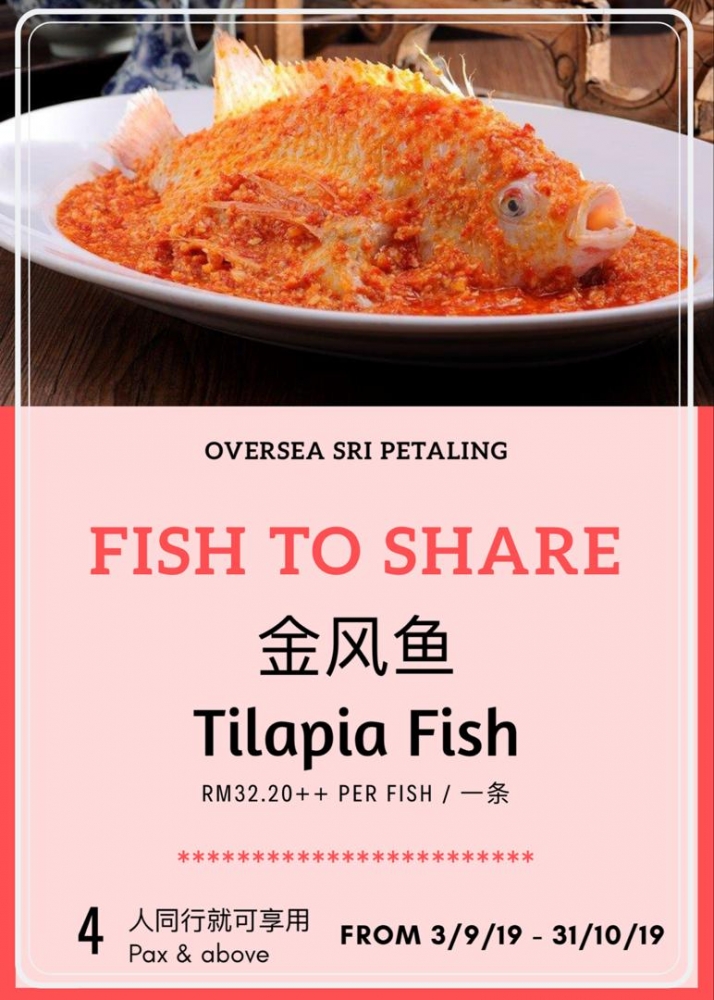 OVERSEA SRI PETALING
FISH TO SHARE
金风鱼
Tilapia Fish
RM32.20++ PER FISH / 一条
************************
4 人同行就可享用
Pax & above
FROM 3/9/19 - 31/10/19